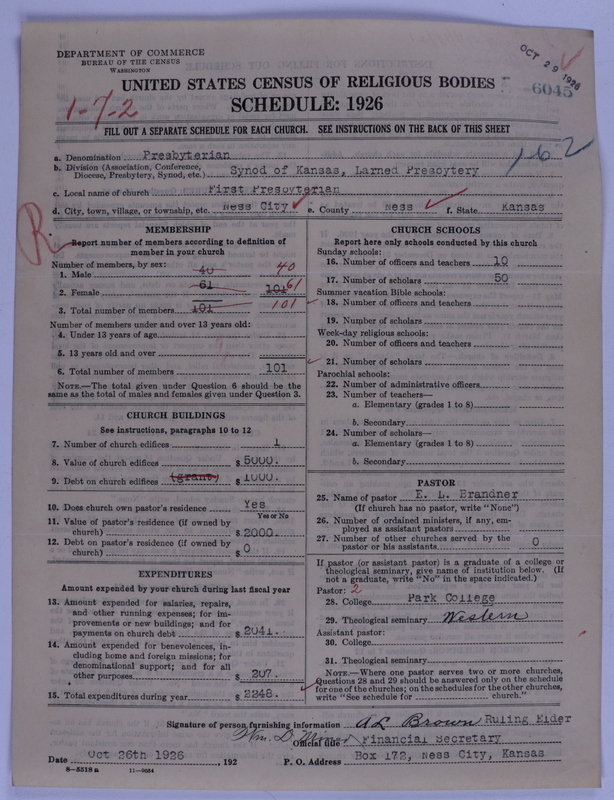 DEPARTMENT OF COMMERCE
BUREAU OF THE CENSUS
WASHINGTON
OCT 29 1926
6045
UNITED STATES CENSUS OF RELIGIOUS BODIES
SCHEDULE: 1926
1-7-2
FILL OUT A SEPARATE SCHEDULE FOR EACH CHURCH. SEE INSTRUCTIONS ON THE BACK OF THIS SHEET
a. Denomination Presbyterian
b. Division (Association, Conference, Diocese, Presbytery, Synod, etc.) Synod of Kansas, Larned Presbytery
c. Local name of church First Presbyterian
d. City, town, village, or township, etc. Ness City e. County Ness f. State Kansas
R
MEMBERSHIP
Report number of members according to definition of
member in your church
Number of members, by sex:
1. Male 40 40
2. Female 61 101 61
3. Total number of members 101 101
Number of members under and over 13 years old:
4. Under 13 years of age
5. 13 years old and over
6. Total number of members 101
NOTE.—The total given under Question 6 should be the
same as the total of males and females given under Question 3.
CHURCH BUILDINGS
See instructions, paragraphs 10 to 12
7. Number of church edifices 1
8. Value of church edifices $ 5000.
9. Debt on church edifices (grant) $ 1000.
10. Does church own pastor's residence Yes
Yes or No
11. Value of pastor's residence (if owned by
church) $ 2000.
12. Debt on pastor's residence (if owned by
church) $ 0
EXPENDITURES
Amount expended by your church during last fiscal year
13. Amount expended for salaries, repairs,
and other running expenses; for im-
provements or new buildings; and for
payments on church debt $ 2041.
14. Amount expended for benevolences, in-
cluding home and foreign missions; for
denominational support; and for all
other purposes $ 207.
15. Total expenditures during year $ 2248.
CHURCH SCHOOLS
Report here only schools conducted by this church
Sunday schools:
16. Number of officers and teachers 10
17. Number of scholars 50
Summer vacation Bible schools:
18. Number of officers and teachers
19. Number of scholars
Week-day religious schools:
20. Number of officers and teachers
21. Number of scholars
Parochial schools:
22. Number of administrative officers
23. Number of teachers—
a. Elementary (grades 1 to 8)
b. Secondary
24. Number of scholars—
a. Elementary (grades 1 to 8)
b. Secondary
PASTOR
25. Name of pastor E. L. Brandner
(If church has no pastor, write "None")
26. Number of ordained ministers, if any, em-
ployed as assistant pastors
27. Number of other churches served by the
pastor or his assistants 0
If pastor (or assistant pastor) is a graduate of a college or
theological seminary, give name of institution below. (If
not a graduate, write "No" in the space indicated.)
Pastor: 2
28. College Park College
29. Theological seminary Western
Assistant pastor:
30. College
31. Theological seminary
NOTE.—Where one pastor serves two or more churches,
Questions 28 and 29 should be answered only on the schedule
for one of the churches; on the schedules for the other churches,
write "See schedule for church."
Signature of person furnishing information A L Brown Ruling Elder
Wm. D. Official title Financial Secretary
Date Oct 26th 1926, 192 P. O. Address Box 172, Ness City, Kansas
8-5518 a 11-9034